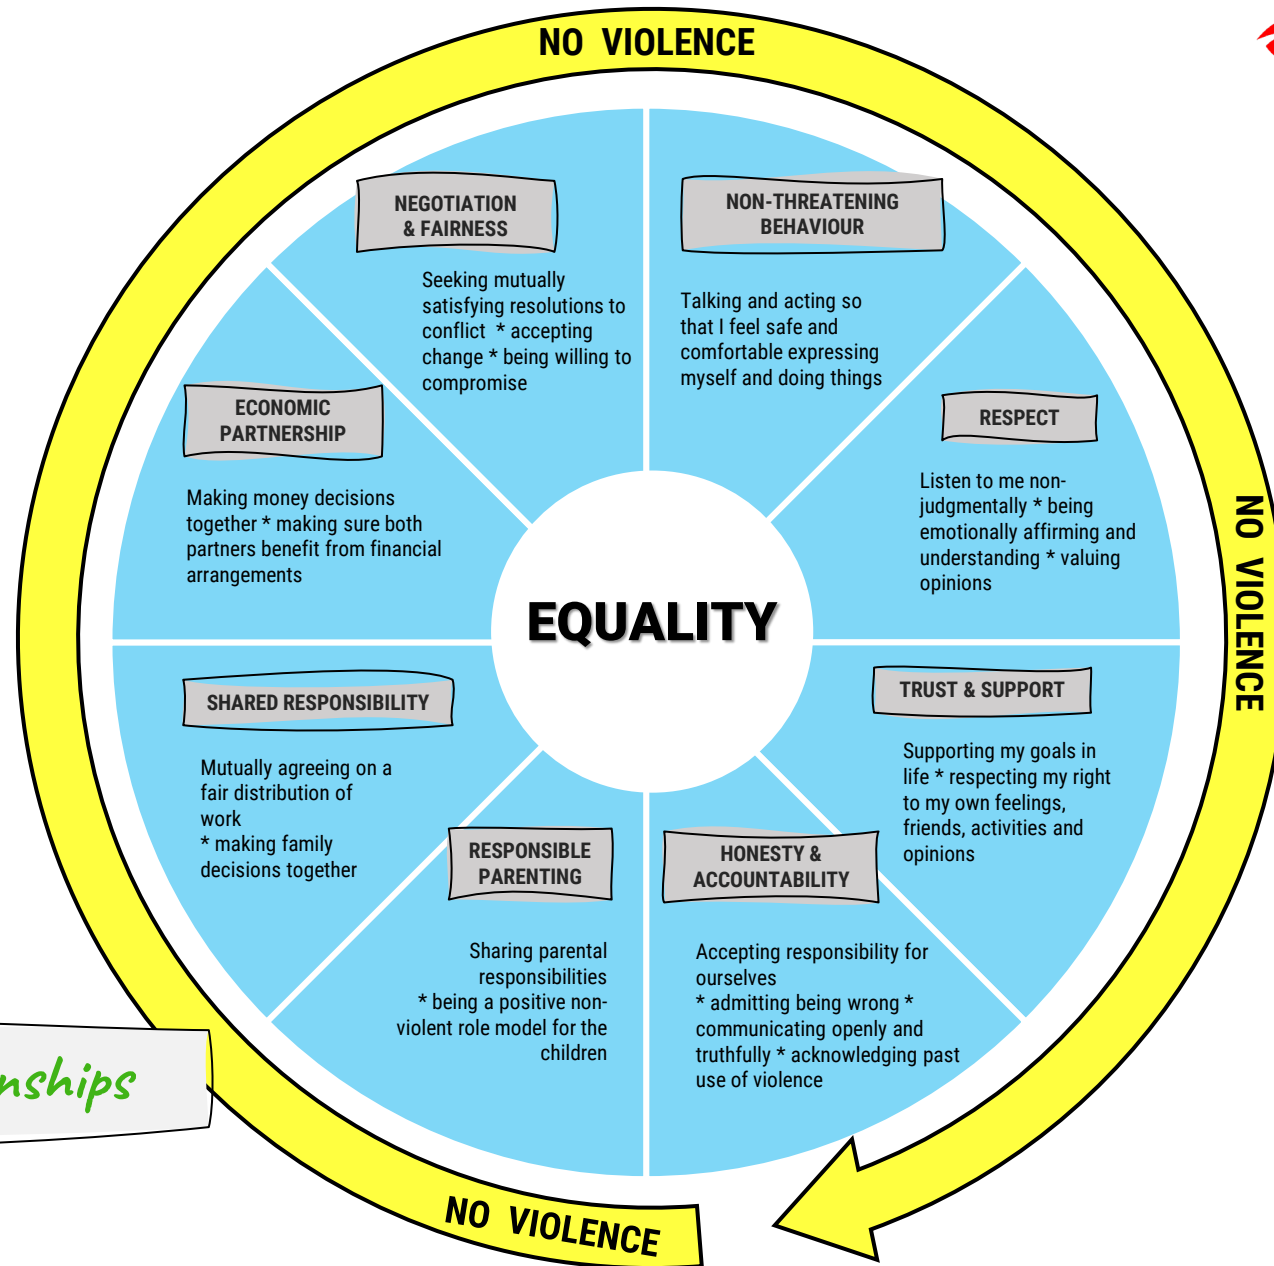 NO VIOLENCE
NEGOTIATION
& FAIRNESS
Seeking mutually
satisfying resolutions to
conflict * accepting
change * being willing to
compromise
NON-THREATENING
BEHAVIOUR
Talking and acting so
that I feel safe and
comfortable expressing
myself and doing things
ECONOMIC
PARTNERSHIP
Making money decisions
together * making sure both
partners benefit from financial
arrangements
RESPECT
Listen to me non-
judgmentally * being
emotionally affirming and
understanding * valuing
opinions
NO VIOLENCE
EQUALITY
SHARED RESPONSIBILITY
Mutually agreeing on a
fair distribution of
work
* making family
decisions together
TRUST & SUPPORT
Supporting my goals in
life * respecting my right
to my own feelings,
friends, activities and
opinions
RESPONSIBLE
PARENTING
Sharing parental
responsibilities
* being a positive non-
violent role model for the
children
HONESTY &
ACCOUNTABILITY
Accepting responsibility for
ourselves
* admitting being wrong *
communicating openly and
truthfully * acknowledging past
use of violence
nships
NO VIOLENCE